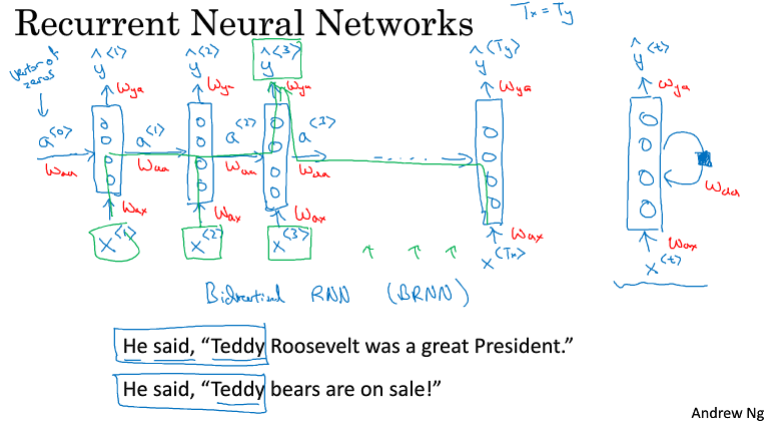 Recurrent Neural Networks
Tx = Ty
vector of zeros
ŷ<1> ŷ<2> ŷ<3> ŷ<Ty> ŷ<t>
Wya Wya Wya Wya Wya
a<0> a<1> a<2> a<3> ......
Waa Waa Waa Waa Waa
Wax Wax Wax Wax Wax
x<1> x<2> x<3> x<Tx> x<t>
Bidirectional RNN (BRNN)
He said, “Teddy Roosevelt was a great President.”
He said, “Teddy bears are on sale!”
Andrew Ng